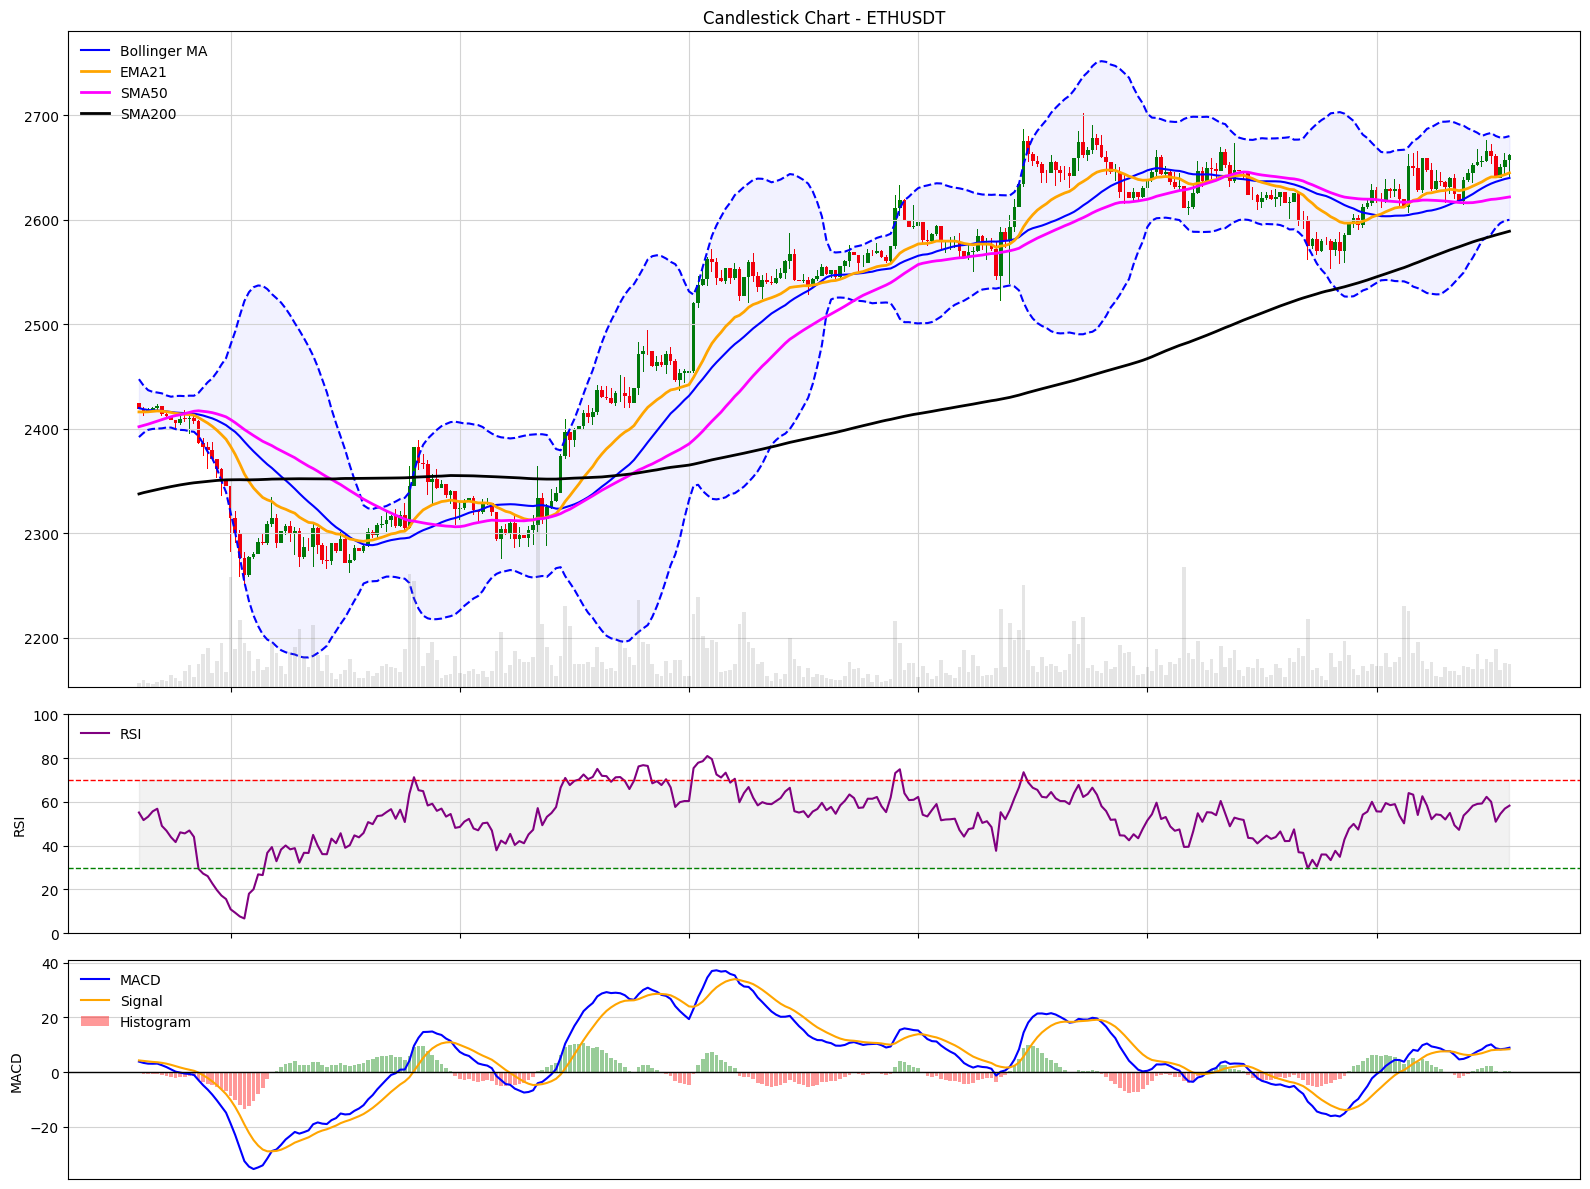 Candlestick Chart - ETHUSDT
Bollinger MA
EMA21
SMA50
SMA200
2700
2600
2500
2400
2300
2200
100
RSI
80
60
RSI
40
20
0
40
MACD
Signal
20
Histogram
0
MACD
−20